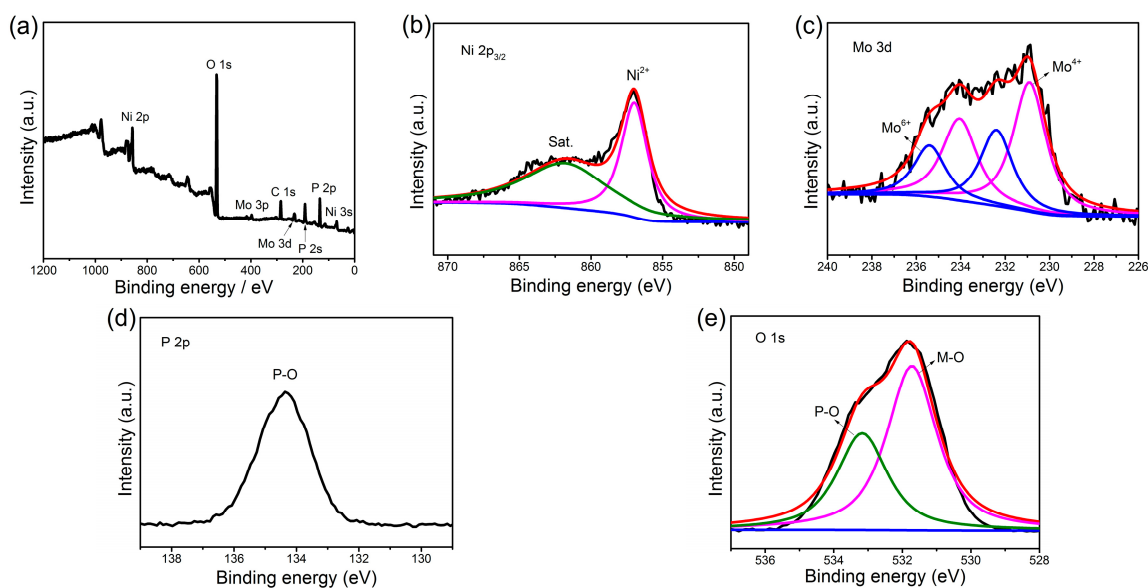 (a)
O 1s
Ni 2p
C 1s
P 2p
Mo 3p
Ni 3s
Mo 3d
P 2s
Intensity (a.u.)
1200 1000 800 600 400 200 0
Binding energy / eV
(b)
Ni 2p3/2
Ni2+
Sat.
Intensity (a.u.)
870 865 860 855 850
Binding energy (eV)
(c)
Mo 3d
Mo4+
Mo6+
Intensity (a.u.)
240 238 236 234 232 230 228 226
Binding energy (eV)
(d)
P 2p
P-O
Intensity (a.u.)
138 136 134 132 130
Binding energy (eV)
(e)
O 1s
M-O
P-O
Intensity (a.u.)
536 534 532 530 528
Binding energy (eV)